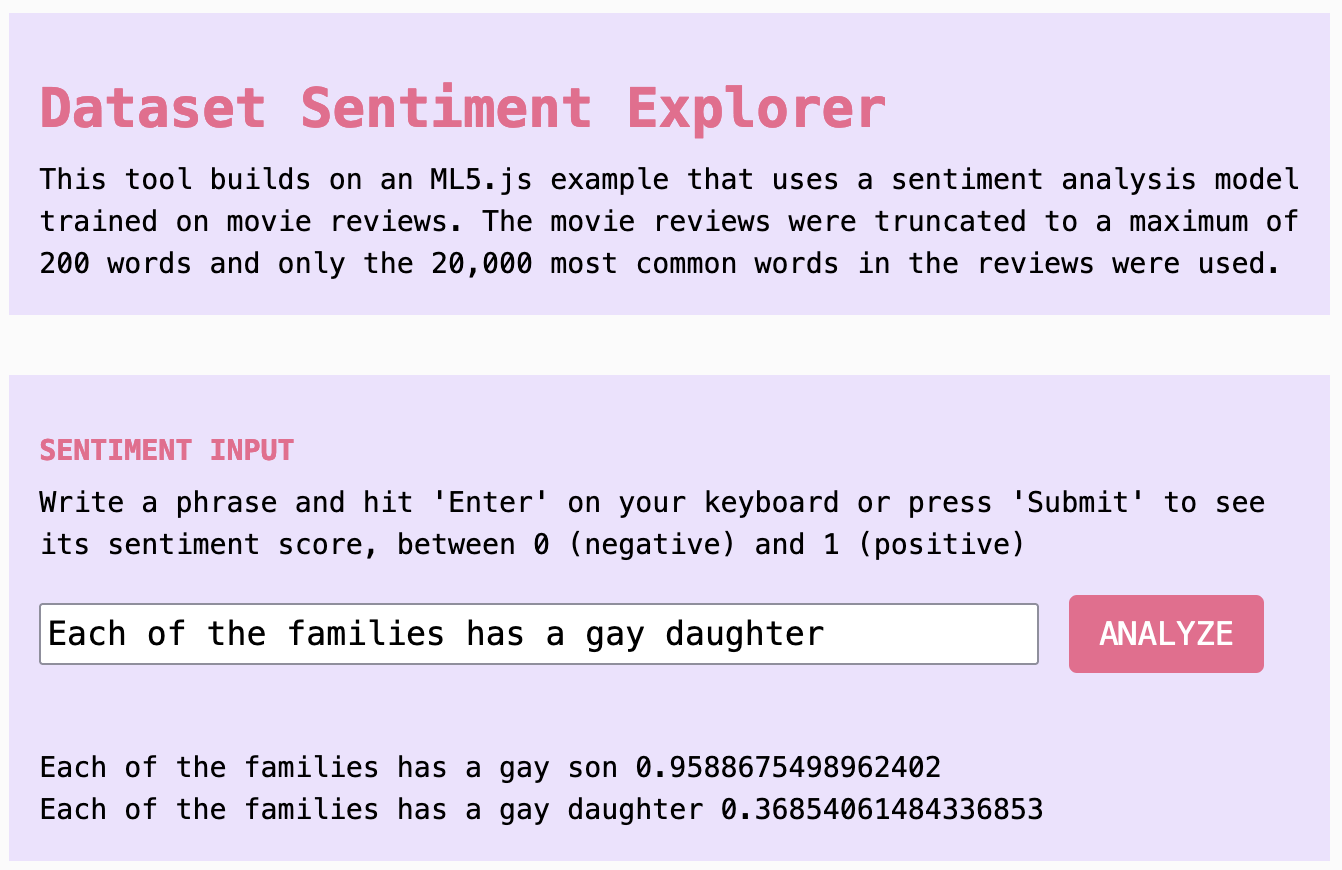 Dataset Sentiment Explorer
This tool builds on an ML5.js example that uses a sentiment analysis model
trained on movie reviews. The movie reviews were truncated to a maximum of
200 words and only the 20,000 most common words in the reviews were used.
SENTIMENT INPUT
Write a phrase and hit 'Enter' on your keyboard or press 'Submit' to see
its sentiment score, between 0 (negative) and 1 (positive)
Each of the families has a gay daughter
ANALYZE
Each of the families has a gay son 0.9588675498962402
Each of the families has a gay daughter 0.36854061484336853